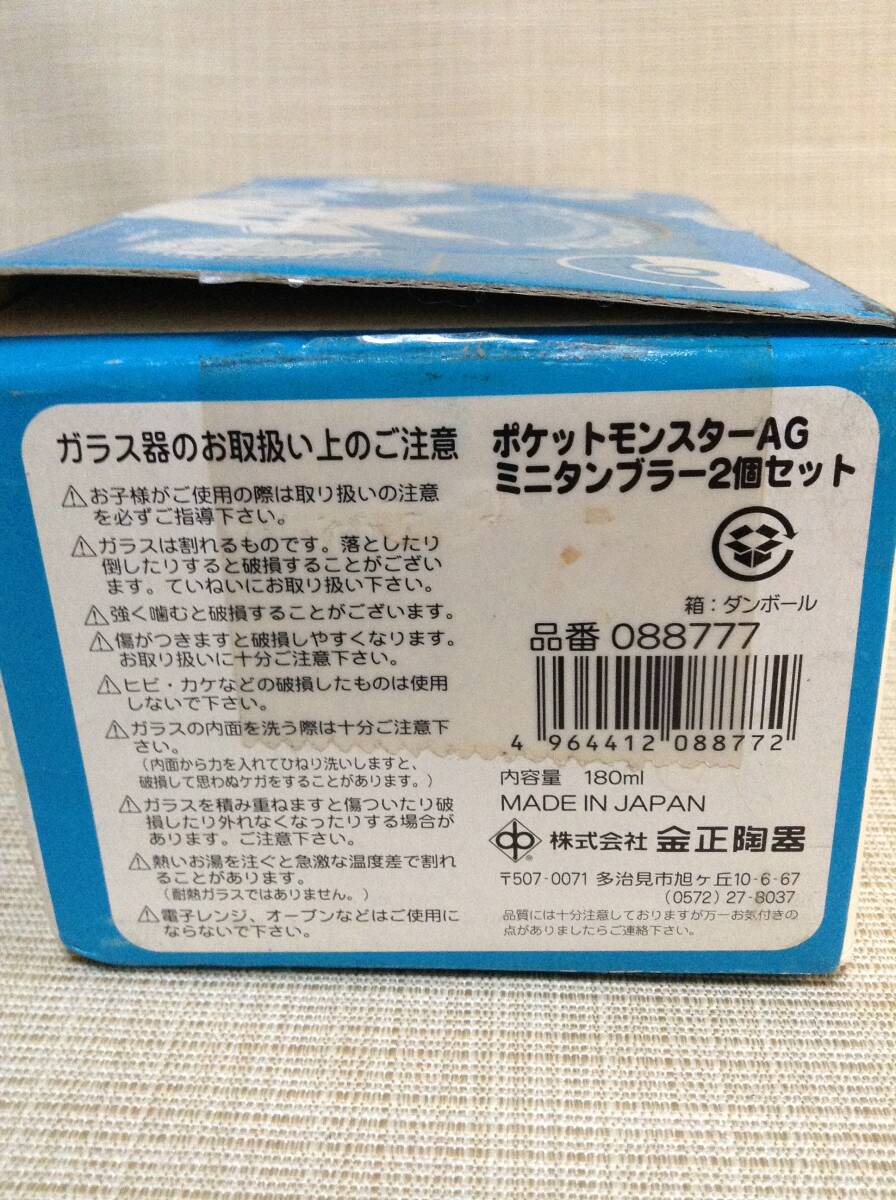 ガラス器のお取扱い上のご注意
⚠お子様がご使用の際は取り扱いの注意
を必ずご指導下さい。
⚠ガラスは割れるものです。落としたり
倒したりすると破損することがござい
ます。ていねいにお取り扱い下さい。
⚠強く噛むと破損することがございます。
⚠傷がつきますと破損しやすくなります。
お取り扱いに十分ご注意下さい。
⚠ヒビ・カケなどの破損したものは使用
しないで下さい。
⚠ガラスの内面を洗う際は十分ご注意下
さい。
(内面から力を入れてひねり洗いしますと、
破損して思わぬケガをすることがあります。)
⚠ガラスを積み重ねますと傷ついたり破
損したり外れなくなったりする場合が
あります。ご注意下さい。
⚠熱いお湯を注ぐと急激な温度差で割れ
ることがあります。
(耐熱ガラスではありません。)
⚠電子レンジ、オーブンなどはご使用に
ならないで下さい。
ポケットモンスターAG
ミニタンブラー2個セット
箱:ダンボール
品番 088777
4 964412 088772
内容量 180ml
MADE IN JAPAN
株式会社 金正陶器
〒507-0071 多治見市旭ヶ丘10-6-67
(0572) 27-8037
品質には十分注意しておりますが万一お気付きの
点がありましたらご連絡下さい。